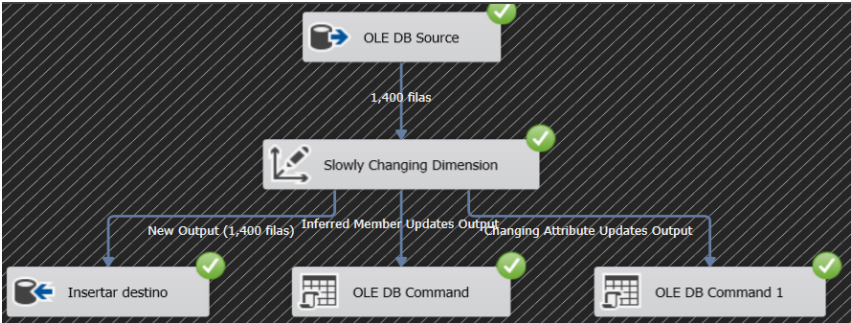 OLE DB Source
1,400 filas
Slowly Changing Dimension
New Output (1,400 filas)
Inferred Member Updates Output
Changing Attribute Updates Output
Insertar destino
OLE DB Command
OLE DB Command 1